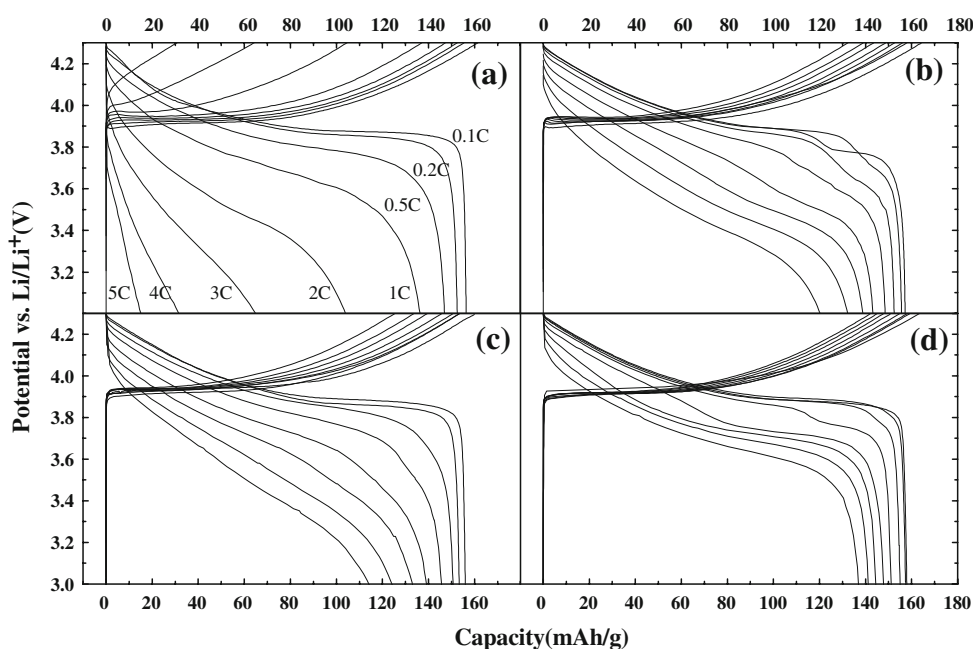 0 20 40 60 80 100 120 140 160 0 20 40 60 80 100 120 140 160 180
4.2 (a) (b)
4.0
0.1C
3.8
0.2C
3.6
0.5C
3.4
3.2 5C 4C 3C 2C 1C
4.2 (c) (d)
4.0
3.8
3.6
3.4
3.2
3.0
0 20 40 60 80 100 120 140 160 0 20 40 60 80 100 120 140 160 180
Potential vs. Li/Li⁺(V)
Capacity(mAh/g)